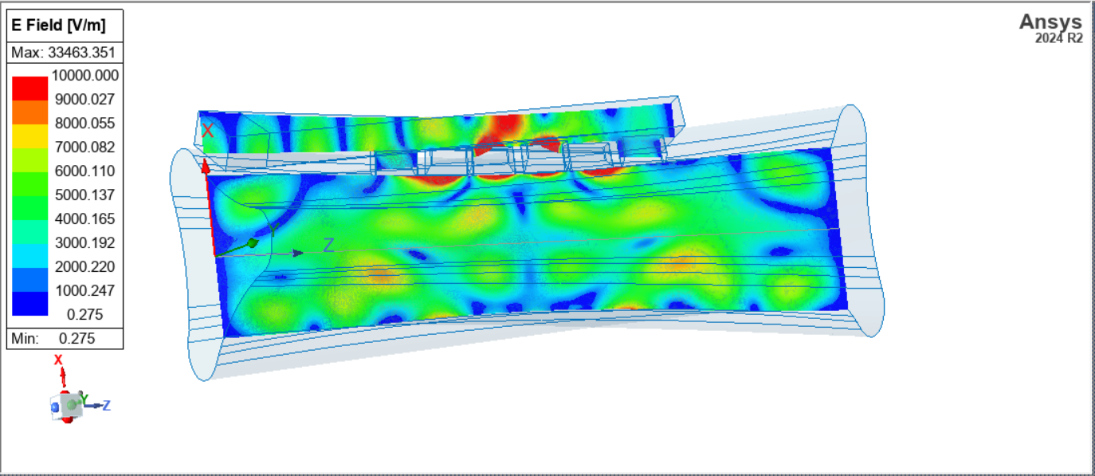 E Field [V/m]
Max: 33463.351
10000.000
9000.027
8000.055
7000.082
6000.110
5000.137
4000.165
3000.192
2000.220
1000.247
0.275
Min: 0.275
Ansys
2024 R2
X
Z
X
Y
Z